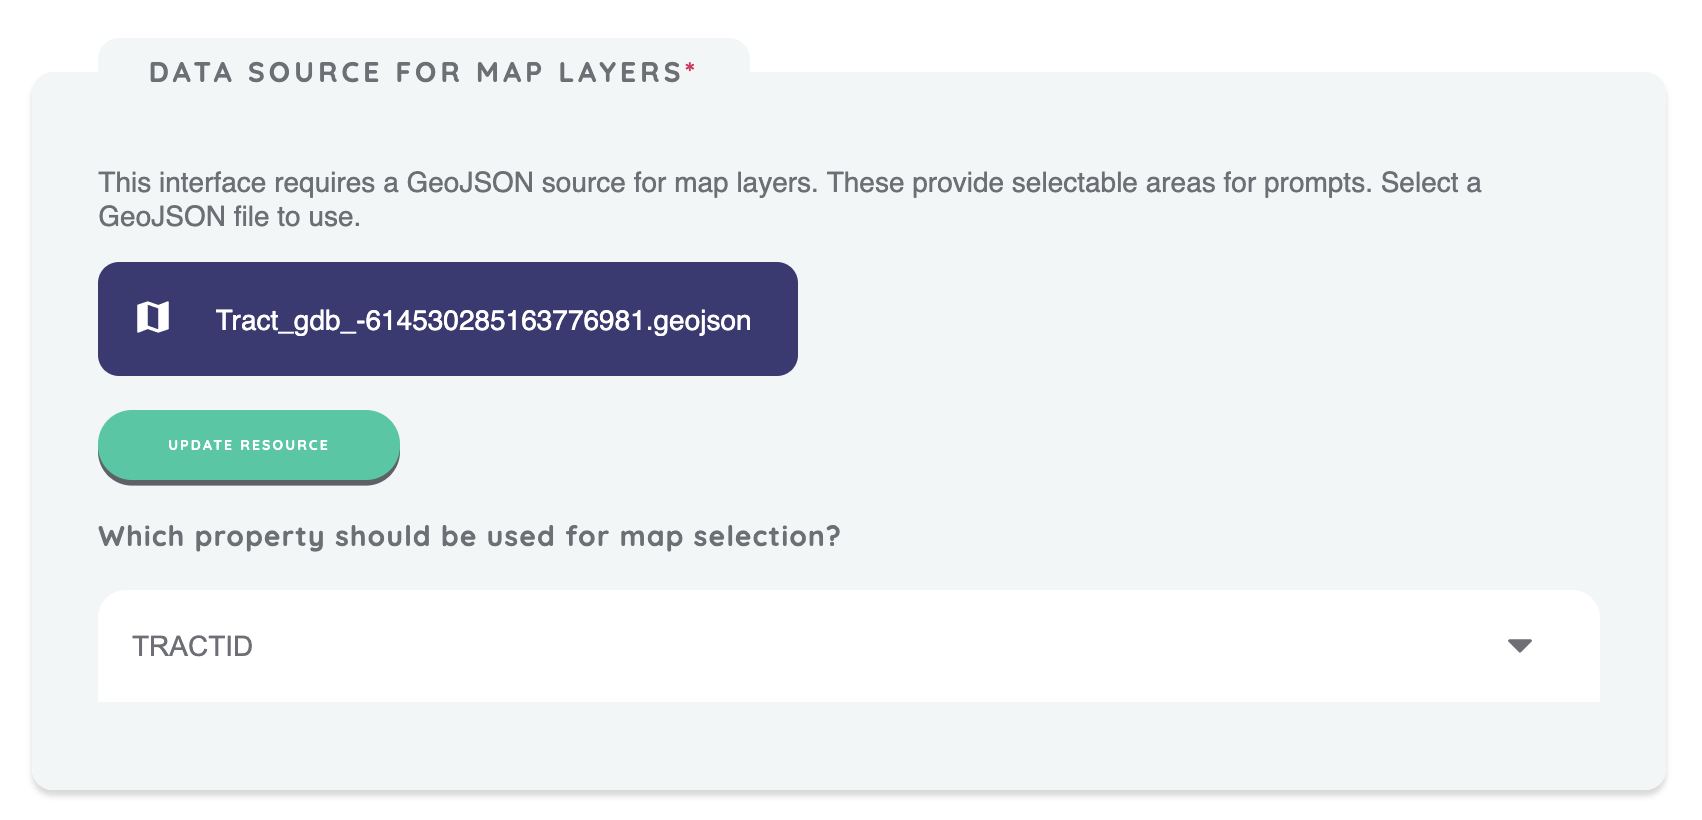 DATA SOURCE FOR MAP LAYERS*
This interface requires a GeoJSON source for map layers. These provide selectable areas for prompts. Select a
GeoJSON file to use.
Tract_gdb_-614530285163776981.geojson
UPDATE RESOURCE
Which property should be used for map selection?
TRACTID